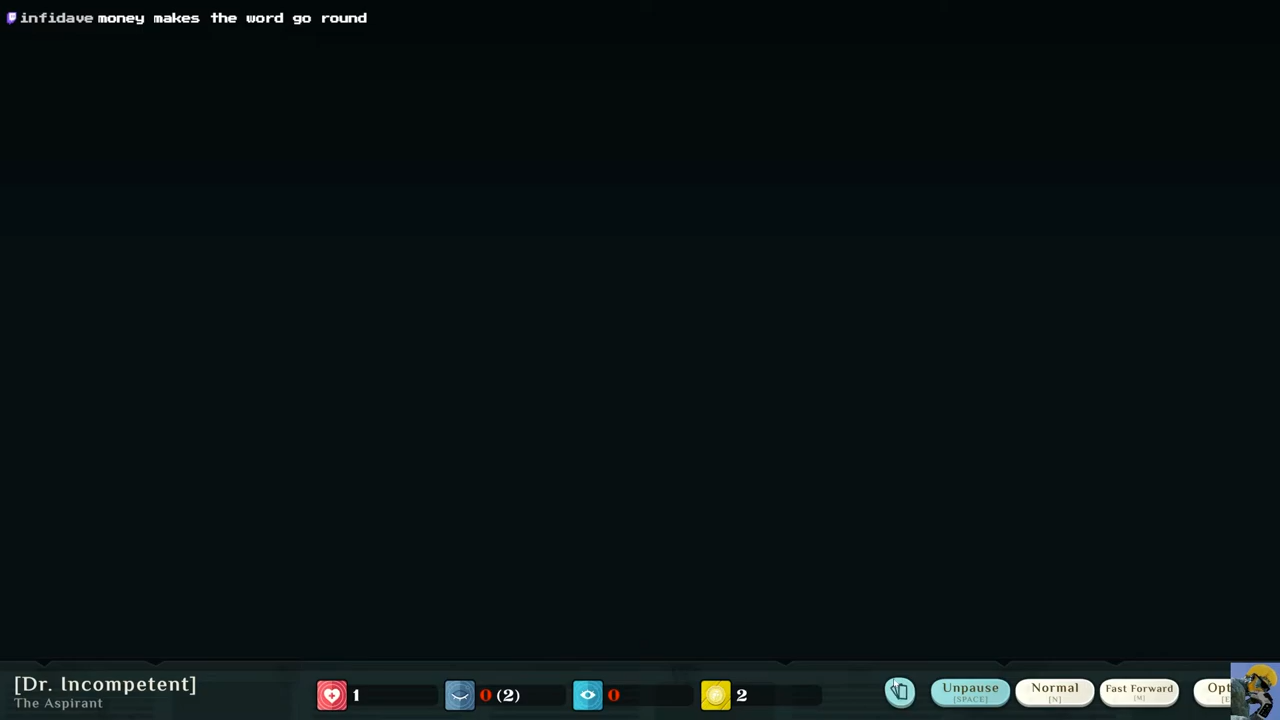 infidave money makes the word go round
[Dr. Incompetent]
The Aspirant
1
0 (2)
0
2
Unpause
[SPACE]
Normal
[N]
Fast Forward
[M]
Opt
[E